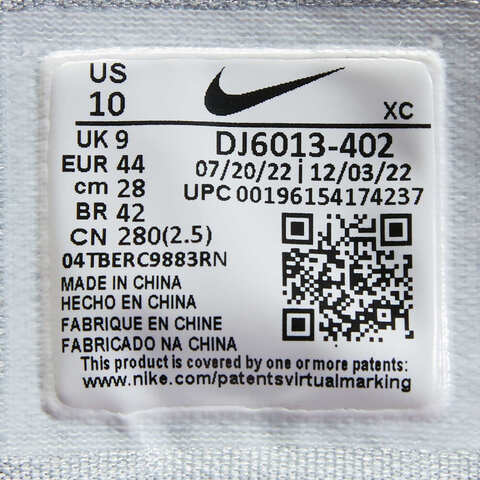 US
10
XC
UK 9
DJ6013-402
EUR 44
07/20/22 | 12/03/22
cm 28
UPC 00196154174237
BR 42
CN 280(2.5)
04TBERC9883RN
MADE IN CHINA
HECHO EN CHINA
FABRIQUE EN CHINE
FABRICADO NA CHINA
This product is covered by one or more patents:
www.nike.com/patentsvirtualmarking